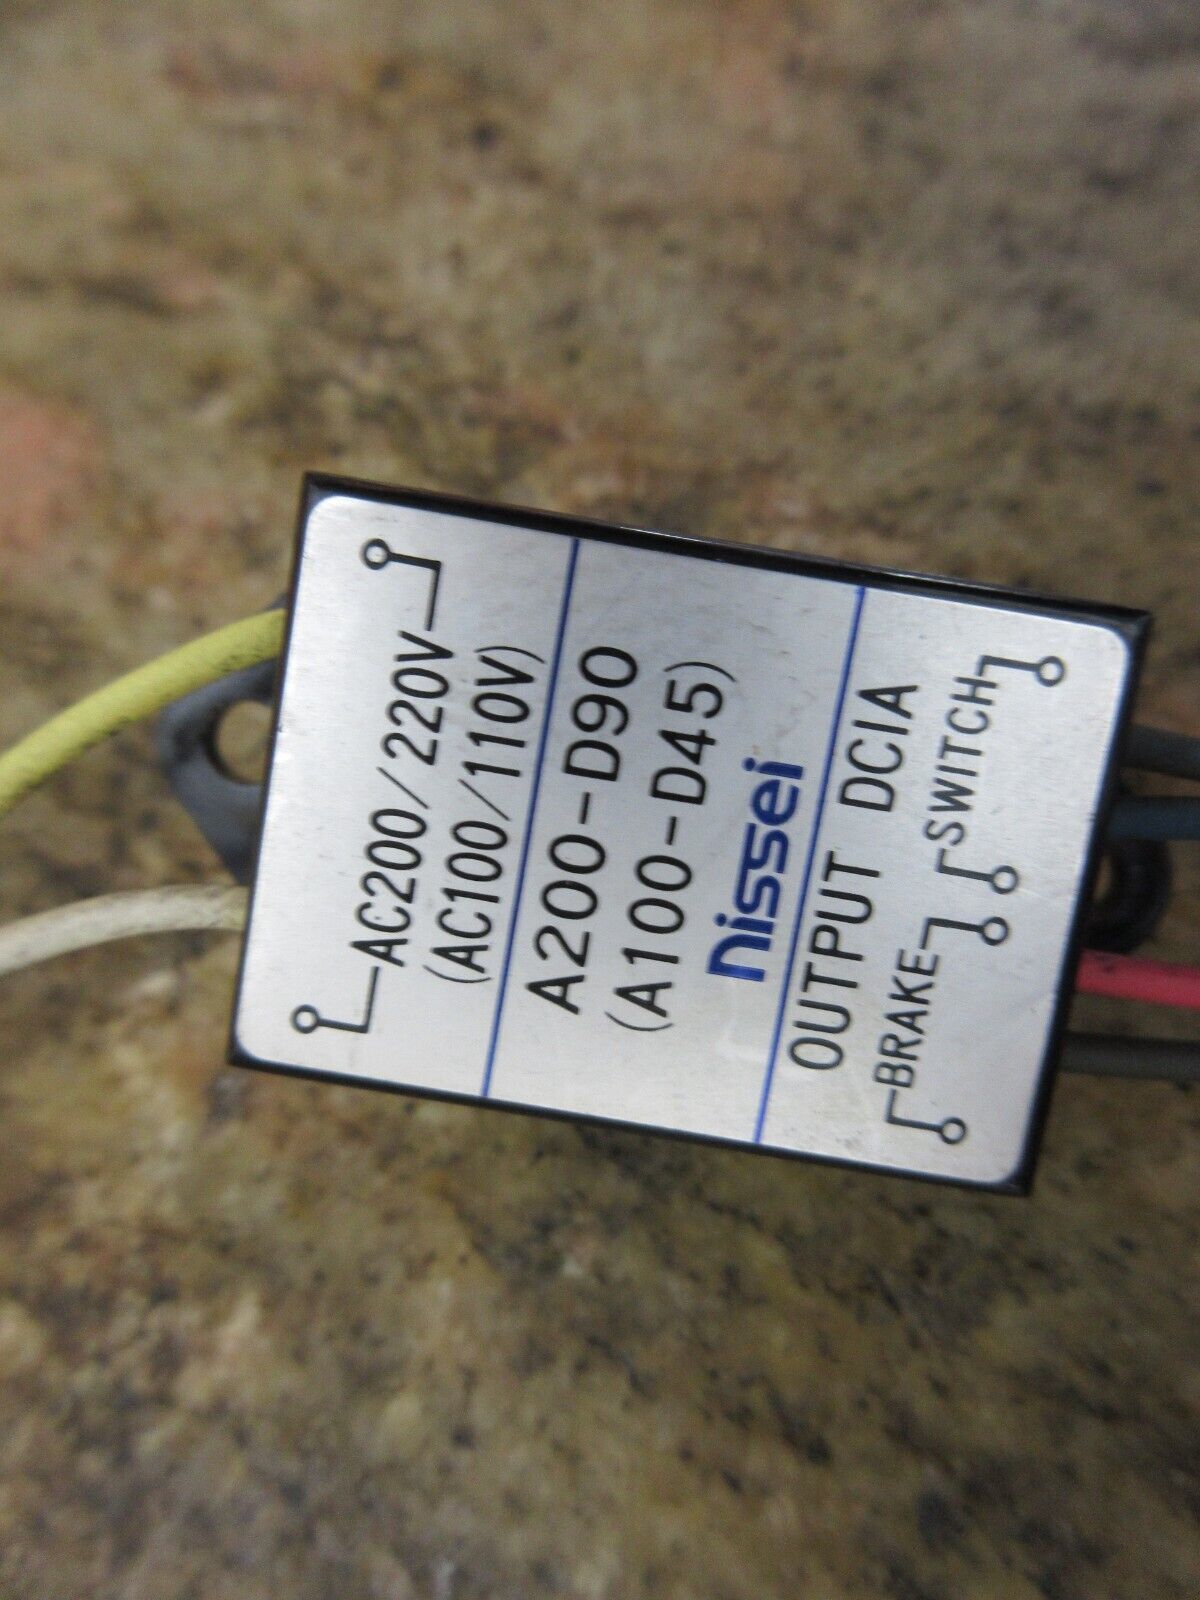 AC200/220V
(AC100/110V)
A200-D90
(A100-D45)
nissei
OUTPUT DC1A
BRAKE SWITCH